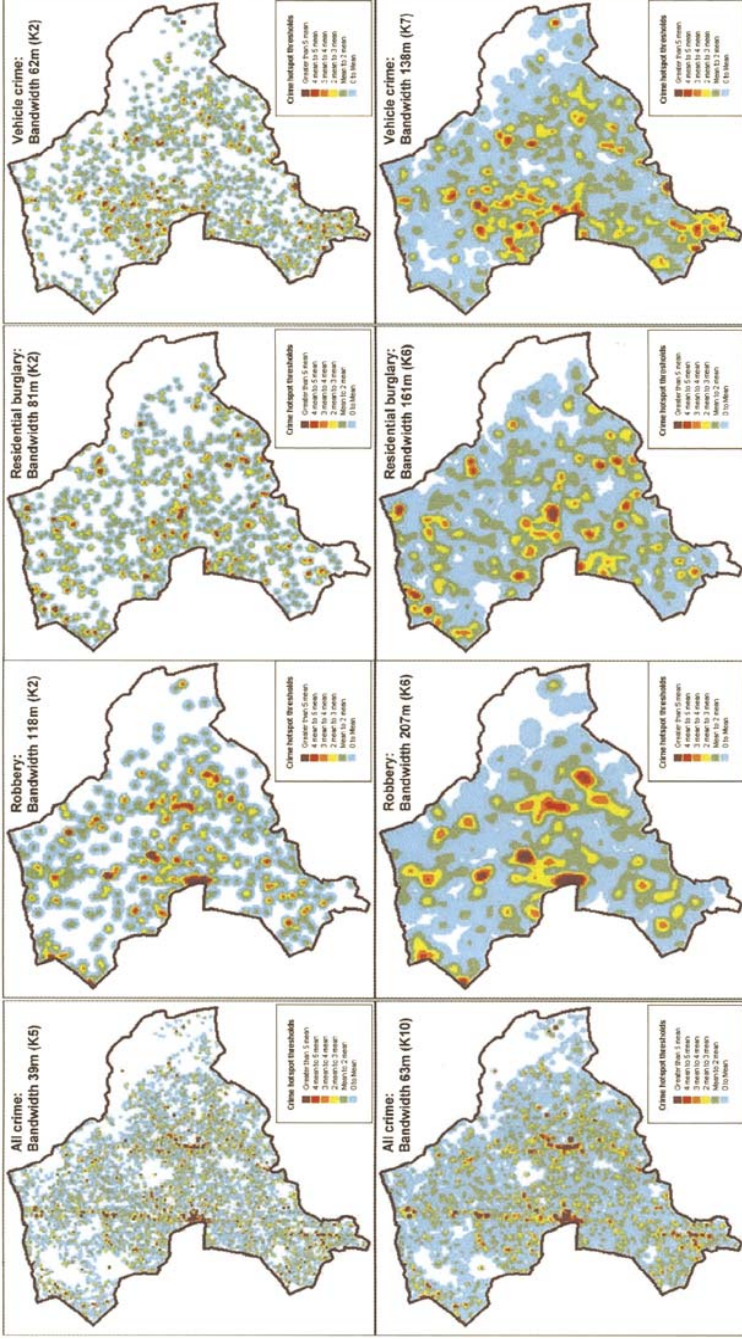 All crime:
Bandwidth 39m (K5)
Crime hotspot thresholds
Greater than 5 mean
4 mean to 5 mean
3 mean to 4 mean
2 mean to 3 mean
Mean to 2 mean
0 to Mean
All crime:
Bandwidth 63m (K10)
Crime hotspot thresholds
Greater than 5 mean
4 mean to 5 mean
3 mean to 4 mean
2 mean to 3 mean
Mean to 2 mean
0 to Mean
Robbery:
Bandwidth 118m (K2)
Crime hotspot thresholds
Greater than 5 mean
4 mean to 5 mean
3 mean to 4 mean
2 mean to 3 mean
Mean to 2 mean
0 to Mean
Robbery:
Bandwidth 207m (K6)
Crime hotspot thresholds
Greater than 5 mean
4 mean to 5 mean
3 mean to 4 mean
2 mean to 3 mean
Mean to 2 mean
0 to Mean
Residential burglary:
Bandwidth 81m (K2)
Crime hotspot thresholds
Greater than 5 mean
4 mean to 5 mean
3 mean to 4 mean
2 mean to 3 mean
Mean to 2 mean
0 to Mean
Residential burglary:
Bandwidth 161m (K6)
Crime hotspot thresholds
Greater than 5 mean
4 mean to 5 mean
3 mean to 4 mean
2 mean to 3 mean
Mean to 2 mean
0 to Mean
Vehicle crime:
Bandwidth 62m (K2)
Crime hotspot thresholds
Greater than 5 mean
4 mean to 5 mean
3 mean to 4 mean
2 mean to 3 mean
Mean to 2 mean
0 to Mean
Vehicle crime:
Bandwidth 138m (K7)
Crime hotspot thresholds
Greater than 5 mean
4 mean to 5 mean
3 mean to 4 mean
2 mean to 3 mean
Mean to 2 mean
0 to Mean